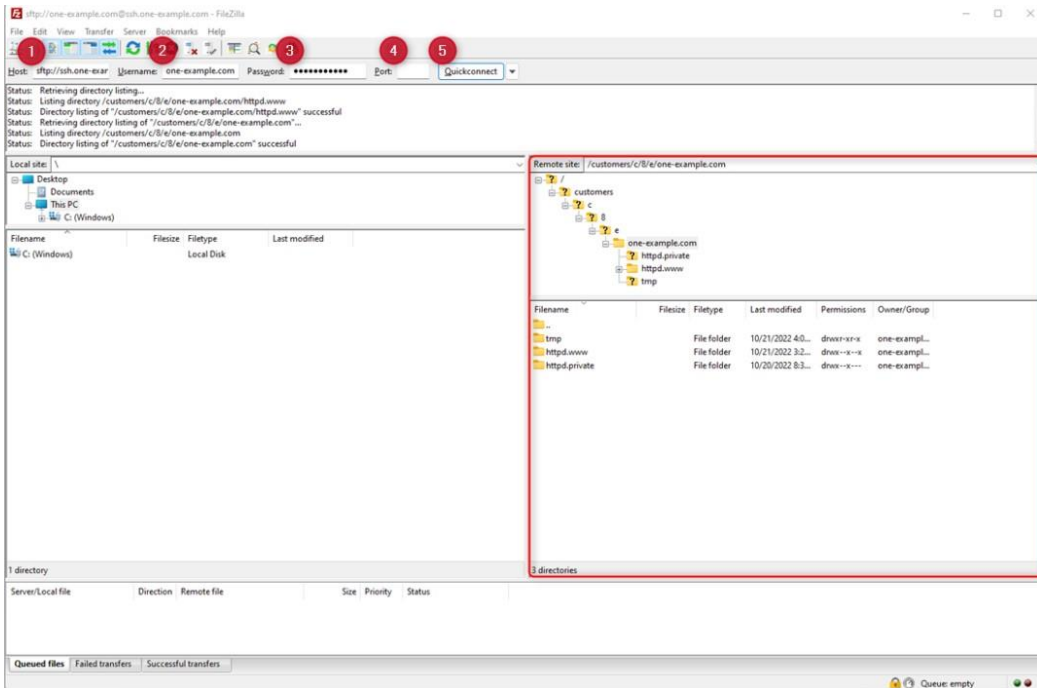 sftp://one-example.com@ssh.one-example.com - FileZilla
File Edit View Transfer Server Bookmarks Help
1 2 3 4 5
Host: sftp://ssh.one-exar Username: one-example.com Password: ●●●●●●●●●●● Port: Quickconnect
Status: Retrieving directory listing...
Status: Listing directory /customers/c/8/e/one-example.com/httpd.www
Status: Directory listing of "/customers/c/8/e/one-example.com/httpd.www" successful
Status: Retrieving directory listing of "/customers/c/8/e/one-example.com"...
Status: Listing directory /customers/c/8/e/one-example.com
Status: Directory listing of "/customers/c/8/e/one-example.com" successful
Local site: \
Desktop
Documents
This PC
C: (Windows)
Filename Filesize Filetype Last modified
C: (Windows) Local Disk
1 directory
Remote site: /customers/c/8/e/one-example.com
/
customers
c
8
e
one-example.com
httpd.private
httpd.www
tmp
Filename Filesize Filetype Last modified Permissions Owner/Group
..
tmp File folder 10/21/2022 4:0... drwxr-xr-x one-exampl...
httpd.www File folder 10/21/2022 3:2... drwx--x--x one-exampl...
httpd.private File folder 10/20/2022 8:3... drwx--x--- one-exampl...
3 directories
Server/Local file Direction Remote file Size Priority Status
Queued files Failed transfers Successful transfers
Queue: empty